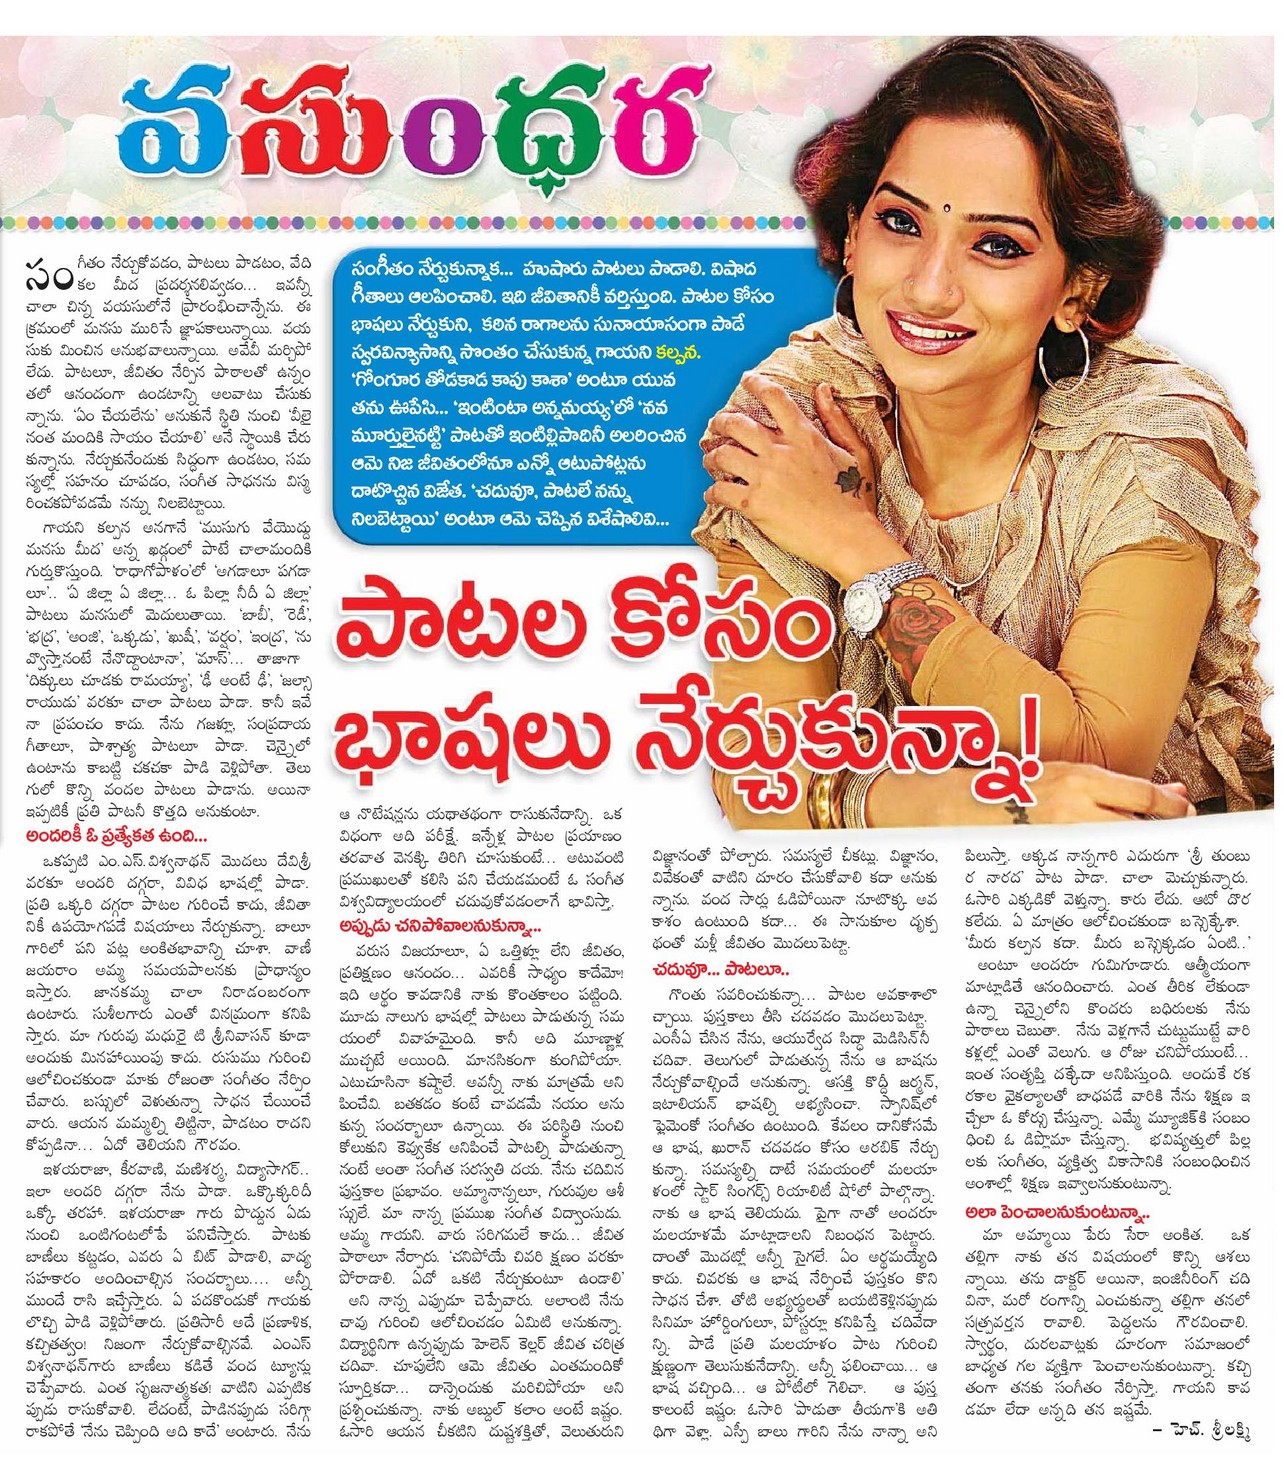 వసుంధర
సంగీతం నేర్చుకున్నాక... హుషారు పాటలు పాడాలి. విషాద
గీతాలు ఆలపించాలి. ఇది జీవితానికీ వర్తిస్తుంది. పాటల కోసం
భాషలు నేర్చుకుని, కఠిన రాగాలను సునాయాసంగా పాడే
స్వరవిన్యాసాన్ని సొంతం చేసుకున్న గాయని కల్పన.
'గోంగూర తోడకాడ కాపు కాశా' అంటూ యువ
తను ఊపేసి... 'ఇంటింటా అన్నమయ్య'లో 'నవ
మూర్తులైనట్టి' పాటతో ఇంటిల్లిపాదినీ అలరించిన
ఆమె నిజ జీవితంలోనూ ఎన్నో ఆటుపోట్లను
దాటొచ్చిన విజేత. 'చదువూ, పాటలే నన్ను
నిలబెట్టాయి' అంటూ ఆమె చెప్పిన విశేషాలివి...
పాటల కోసం
భాషలు నేర్చుకున్నా!
సంగీతం నేర్చుకోవడం, పాటలు పాడటం, వేది
కల మీద ప్రదర్శనలివ్వడం... ఇవన్నీ
చాలా చిన్న వయసులోనే ప్రారంభించాన్నేను. ఈ
క్రమంలో మనసు మురిసే జ్ఞాపకాలున్నాయి. వయ
సుకు మించిన అనుభవాలున్నాయి. అవేవీ మర్చిపో
లేదు. పాటలూ, జీవితం నేర్పిన పాఠాలతో ఉన్నం
తలో ఆనందంగా ఉండటాన్ని అలవాటు చేసుకు
న్నాను. 'ఏం చేయలేను' అనుకునే స్థితి నుంచి 'వీలై
నంత మందికి సాయం చేయాలి' అనే స్థాయికి చేరు
కున్నాను. నేర్చుకునేందుకు సిద్ధంగా ఉండటం, సమ
స్యల్లో సహనం చూపడం, సంగీత సాధనను విస్మ
రించకపోవడమే నన్ను నిలబెట్టాయి.
గాయని కల్పన అనగానే 'ముసుగు వేయొద్దు
మనసు మీద' అన్న ఖడ్గంలో పాటే చాలామందికి
గుర్తుకొస్తుంది. 'రాధాగోపాళం'లో 'అగడాలూ పగడా
లూ'.. 'ఏ జిల్లా ఏ జిల్లా... ఓ పిల్లా నీదీ ఏ జిల్లా'
పాటలు మనసులో మెదులుతాయి. 'బాబీ', 'రెడీ',
'భద్ర', 'అంజి', 'ఒక్కడు', 'ఖుషీ', 'వర్షం', 'ఇంద్ర', 'ను
వ్వొస్తానంటే నేనొద్దాంటానా', 'మాస్'... తాజాగా
'దిక్కులు చూడకు రామయ్యా', 'ఢీ అంటే ఢీ', 'జల్సా
రాయుడు' వరకూ చాలా పాటలు పాడా. కానీ ఇవే
నా ప్రపంచం కాదు. నేను గజళ్లూ, సంప్రదాయ
గీతాలూ, పాశ్చాత్య పాటలూ పాడా. చెన్నైలో
ఉంటాను కాబట్టి చకచకా పాడి వెళ్లిపోతా. తెలు
గులో కొన్ని వందల పాటలు పాడాను. అయినా
ఇప్పటికీ ప్రతి పాటనీ కొత్తది అనుకుంటా.
అందరికీ ఓ ప్రత్యేకత ఉంది...
ఒకప్పటి ఎం.ఎస్.విశ్వనాథన్ మొదలు దేవిశ్రీ
వరకూ అందరి దగ్గరా, వివిధ భాషల్లో పాడా.
ప్రతి ఒక్కరి దగ్గరా పాటల గురించే కాదు, జీవితా
నికీ ఉపయోగపడే విషయాలు నేర్చుకున్నా. బాలూ
గారిలో పని పట్ల అంకితభావాన్ని చూశా. వాణీ
జయరాం అమ్మ సమయపాలనకు ప్రాధాన్యం
ఇస్తారు. జానకమ్మ చాలా నిరాడంబరంగా
ఉంటారు. సుశీలగారు ఎంతో వినమ్రంగా కనిపి
స్తారు. మా గురువు మధురై టి శ్రీనివాసన్ కూడా
అందుకు మినహాయింపు కాదు. రుసుము గురించి
ఆలోచించకుండా మాకు రోజంతా సంగీతం నేర్పిం
చేవారు. బస్సులో వెళుతున్నా సాధన చేయించే
వారు. ఆయన మమ్మల్ని తిట్టినా, పాడటం రాదని
కోప్పడినా... ఏదో తెలియని గౌరవం.
ఇళయరాజా, కీరవాణి, మణిశర్మ, విద్యాసాగర్..
ఇలా అందరి దగ్గరా నేను పాడా. ఒక్కొక్కరిదీ
ఒక్కో తరహా. ఇళయరాజా గారు పొద్దున ఏడు
నుంచి ఒంటిగంటలోపే పనిచేస్తారు. పాటకు
బాణీలు కట్టడం, ఎవరు ఏ బిట్ పాడాలి, వాద్య
సహకారం అందించాల్సిన సందర్భాలు.... అన్నీ
ముందే రాసి ఇచ్చేస్తారు. ఏ పదకొండుకో గాయకు
లొచ్చి పాడి వెళ్లిపోతారు. ప్రతిసారీ అదే ప్రణాళిక,
కచ్చితత్వం! నిజంగా నేర్చుకోవాల్సినవే. ఎంఎస్
విశ్వనాథన్‌గారు బాణీలు కడితే వంద ట్యూన్లు
చెప్పేవారు. ఎంత సృజనాత్మకత! వాటిని ఎప్పటిక
ప్పుడు రాసుకోవాలి. లేదంటే, పాడినప్పుడు సరిగ్గా
రాకపోతే నేను చెప్పింది అది కాదే' అంటారు. నేను
ఆ నొటేషన్లను యథాతథంగా రాసుకునేదాన్ని. ఒక
విధంగా అది పరీక్షే. ఇన్నేళ్ల పాటల ప్రయాణం
తరవాత వెనక్కి తిరిగి చూసుకుంటే... అటువంటి
ప్రముఖులతో కలిసి పని చేయడమంటే ఓ సంగీత
విశ్వవిద్యాలయంలో చదువుకోవడంలాగే భావిస్తా.
అప్పుడు చనిపోవాలనుకున్నా...
వరుస విజయాలూ, ఏ ఒత్తిళ్లు లేని జీవితం,
ప్రతిక్షణం ఆనందం... ఎవరికీ సాధ్యం కాదేమో!
ఇది అర్థం కావడానికి నాకు కొంతకాలం పట్టింది.
మూడు నాలుగు భాషల్లో పాటలు పాడుతున్న సమ
యంలో వివాహమైంది. కానీ అది మూణ్ణాళ్ల
ముచ్చటే అయింది. మానసికంగా కుంగిపోయా.
ఎటుచూసినా కష్టాలే. అవన్నీ నాకు మాత్రమే అని
పించేవి. బతకడం కంటే చావడమే నయం అను
కున్న సందర్భాలూ ఉన్నాయి. ఈ పరిస్థితి నుంచి
కోలుకుని కెవ్వుకేక అనిపించే పాటల్ని పాడుతున్నా
నంటే అంతా సంగీత సరస్వతి దయ. నేను చదివిన
పుస్తకాల ప్రభావం. అమ్మానాన్నలూ, గురువుల ఆశీ
స్సులే. మా నాన్న ప్రముఖ సంగీత విద్వాంసుడు.
అమ్మ గాయని. వారు సరిగమలే కాదు... జీవిత
పాఠాలూ నేర్పారు. 'చనిపోయే చివరి క్షణం వరకూ
పోరాడాలి. ఏదో ఒకటి నేర్చుకుంటూ ఉండాలి'
అని నాన్న ఎప్పుడూ చెప్పేవారు. అలాంటి నేను
చావు గురించి ఆలోచించడం ఏమిటి అనుకున్నా.
విద్యార్థినిగా ఉన్నప్పుడు హెలెన్ కెల్లర్ జీవిత చరిత్ర
చదివా. చూపులేని ఆమె జీవితం ఎంతమందికో
స్ఫూర్తికదా... దాన్నెందుకు మరిచిపోయా అని
ప్రశ్నించుకున్నా. నాకు అబ్దుల్ కలాం అంటే ఇష్టం.
ఓసారి ఆయన చీకటిని దుష్టశక్తితో, వెలుతురుని
విజ్ఞానంతో పోల్చారు. సమస్యలే చీకట్లు. విజ్ఞానం,
వివేకంతో వాటిని దూరం చేసుకోవాలి కదా అనుకు
న్నాను. వంద సార్లు ఓడిపోయినా నూటొక్కో అవ
కాశం ఉంటుంది కదా... ఈ సానుకూల దృక్ప
థంతో మళ్లీ జీవితం మొదలుపెట్టా.
చదువూ... పాటలూ..
గొంతు సవరించుకున్నా... పాటల అవకాశాలొ
చ్చాయి. పుస్తకాలు తీసి చదవడం మొదలుపెట్టా.
ఎంసీఏ చేసిన నేను, ఆయుర్వేద సిద్ధా మెడిసిన్‌నీ
చదివా. తెలుగులో పాడుతున్న నేను ఆ బాషను
నేర్చుకోవాల్సిందే అనుకున్నా. ఆసక్తి కొద్దీ జర్మన్,
ఇటాలియన్ భాషల్ని అభ్యసించా. స్పానిష్‌లో
ఫ్లెమెంకో సంగీతం ఉంటుంది. కేవలం దానికోసమే
ఆ భాష, ఖురాన్ చదవడం కోసం అరబిక్ నేర్చు
కున్నా. సమస్యల్ని దాటే సమయంలో మలయా
ళంలో స్టార్ సింగర్స్ రియాలిటీ షోలో పాల్గొన్నా.
నాకు ఆ భాష తెలియదు. పైగా నాతో అందరూ
మలయాళమే మాట్లాడాలని నిబంధన పెట్టారు.
దాంతో మొదట్లో అన్నీ సైగలే. ఏం అర్థమయ్యేది
కాదు. చివరకు ఆ భాష నేర్పించే పుస్తకం కొని
సాధన చేశా. తోటి అభ్యర్థులతో బయటికెళ్లినప్పుడు
సినిమా హోర్డింగులూ, పోస్టర్లూ కనిపిస్తే చదివేదా
న్ని. పాడే ప్రతి మలయాళం పాట గురించి
క్షుణ్ణంగా తెలుసుకునేదాన్ని. అన్నీ ఫలించాయి... ఆ
భాష వచ్చింది... ఆ పోటీలో గెలిచా. ఆ పుస్త
కాలంటే ఇష్టం! ఓసారి 'పాడుతా తీయగా'కి అతి
థిగా వెళ్లా. ఎస్పీ బాలు గారిని నేను నాన్నా అని
పిలుస్తా. అక్కడ నాన్నగారి ఎదురుగా 'శ్రీ తుంబు
ర నారద' పాట పాడా. చాలా మెచ్చుకున్నారు.
ఓసారి ఎక్కడికో వెళ్తున్నా. కారు లేదు. ఆటో దొర
కలేదు. ఏ మాత్రం ఆలోచించకుండా బస్సెక్కేశా.
'మీరు కల్పన కదా. మీరు బస్సెక్కడం ఏంటి..'
అంటూ అందరూ గుమిగూడారు. ఆత్మీయంగా
మాట్లాడితే ఆనందించారు. ఎంత తీరిక లేకుండా
ఉన్నా చెన్నైలోని కొందరు బధిరులకు నేను
పాఠాలు చెబుతా. నేను వెళ్లగానే చుట్టుముట్టే వారి
కళ్లల్లో ఎంతో వెలుగు. ఆ రోజు చనిపోయుంటే...
ఇంత సంతృప్తి దక్కేదా అనిపిస్తుంది. అందుకే రక
రకాల వైకల్యాలతో బాధపడే వారికి నేను శిక్షణ ఇ
చ్చేలా ఓ కోర్సు చేస్తున్నా. ఎమ్మే మ్యూజిక్‌కి సంబం
ధించి ఓ డిప్లొమా చేస్తున్నా. భవిష్యత్తులో పిల్ల
లకు సంగీతం, వ్యక్తిత్వ వికాసానికి సంబంధించిన
అంశాల్లో శిక్షణ ఇవ్వాలనుకుంటున్నా.
అలా పెంచాలనుకుంటున్నా..
మా అమ్మాయి పేరు సేరా అంకిత. ఒక
తల్లిగా నాకు తన విషయంలో కొన్ని ఆశలు
న్నాయి. తను డాక్టర్ అయినా, ఇంజినీరింగ్ చది
వినా, మరో రంగాన్ని ఎంచుకున్నా తల్లిగా తనలో
సత్ప్రవర్తన రావాలి. పెద్దలను గౌరవించాలి.
స్వార్థం, దురలవాట్లకు దూరంగా సమాజంలో
బాధ్యత గల వ్యక్తిగా పెంచాలనుకుంటున్నా. కచ్చి
తంగా తనకు సంగీతం నేర్పిస్తా. గాయని కావ
డమా లేదా అన్నది తన ఇష్టమే.
– హెచ్. శ్రీలక్ష్మి